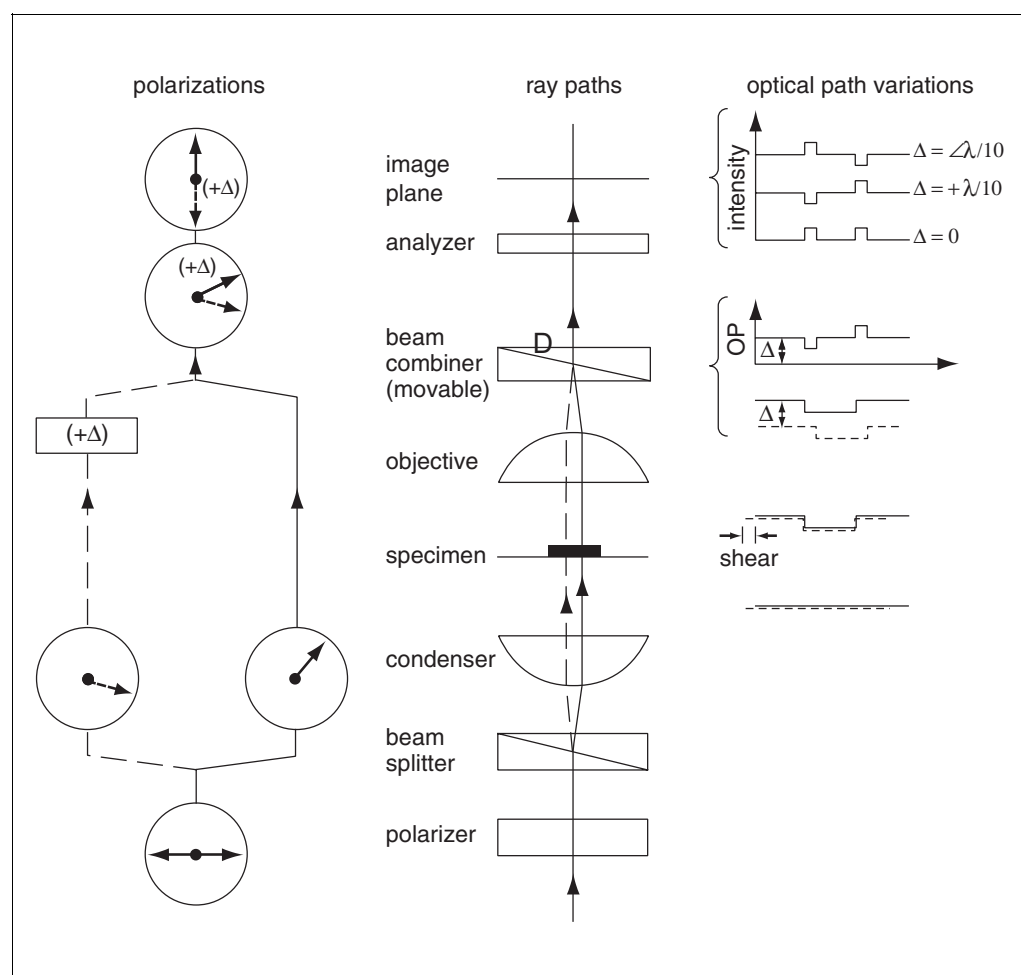 polarizations
ray paths
optical path variations
(+Δ)
(+Δ)
(+Δ)
image
plane
analyzer
beam
combiner
(movable)
D
objective
specimen
condenser
beam
splitter
polarizer
intensity
Δ = ∠λ/10
Δ = +λ/10
Δ = 0
OP
Δ
Δ
shear